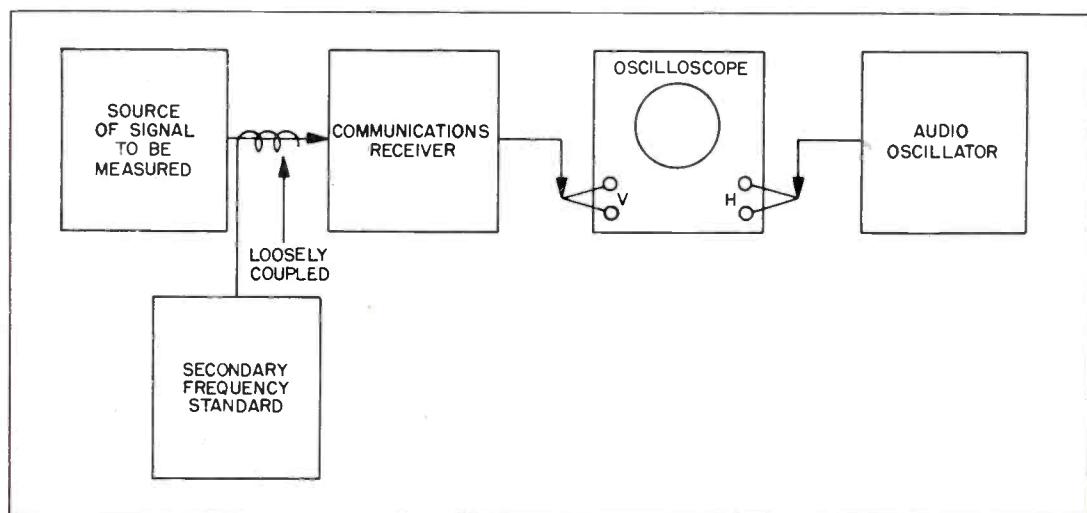 SOURCE
OF SIGNAL
TO BE
MEASURED
LOOSELY
COUPLED
SECONDARY
FREQUENCY
STANDARD
COMMUNICATIONS
RECEIVER
OSCILLOSCOPE
V
H
AUDIO
OSCILLATOR